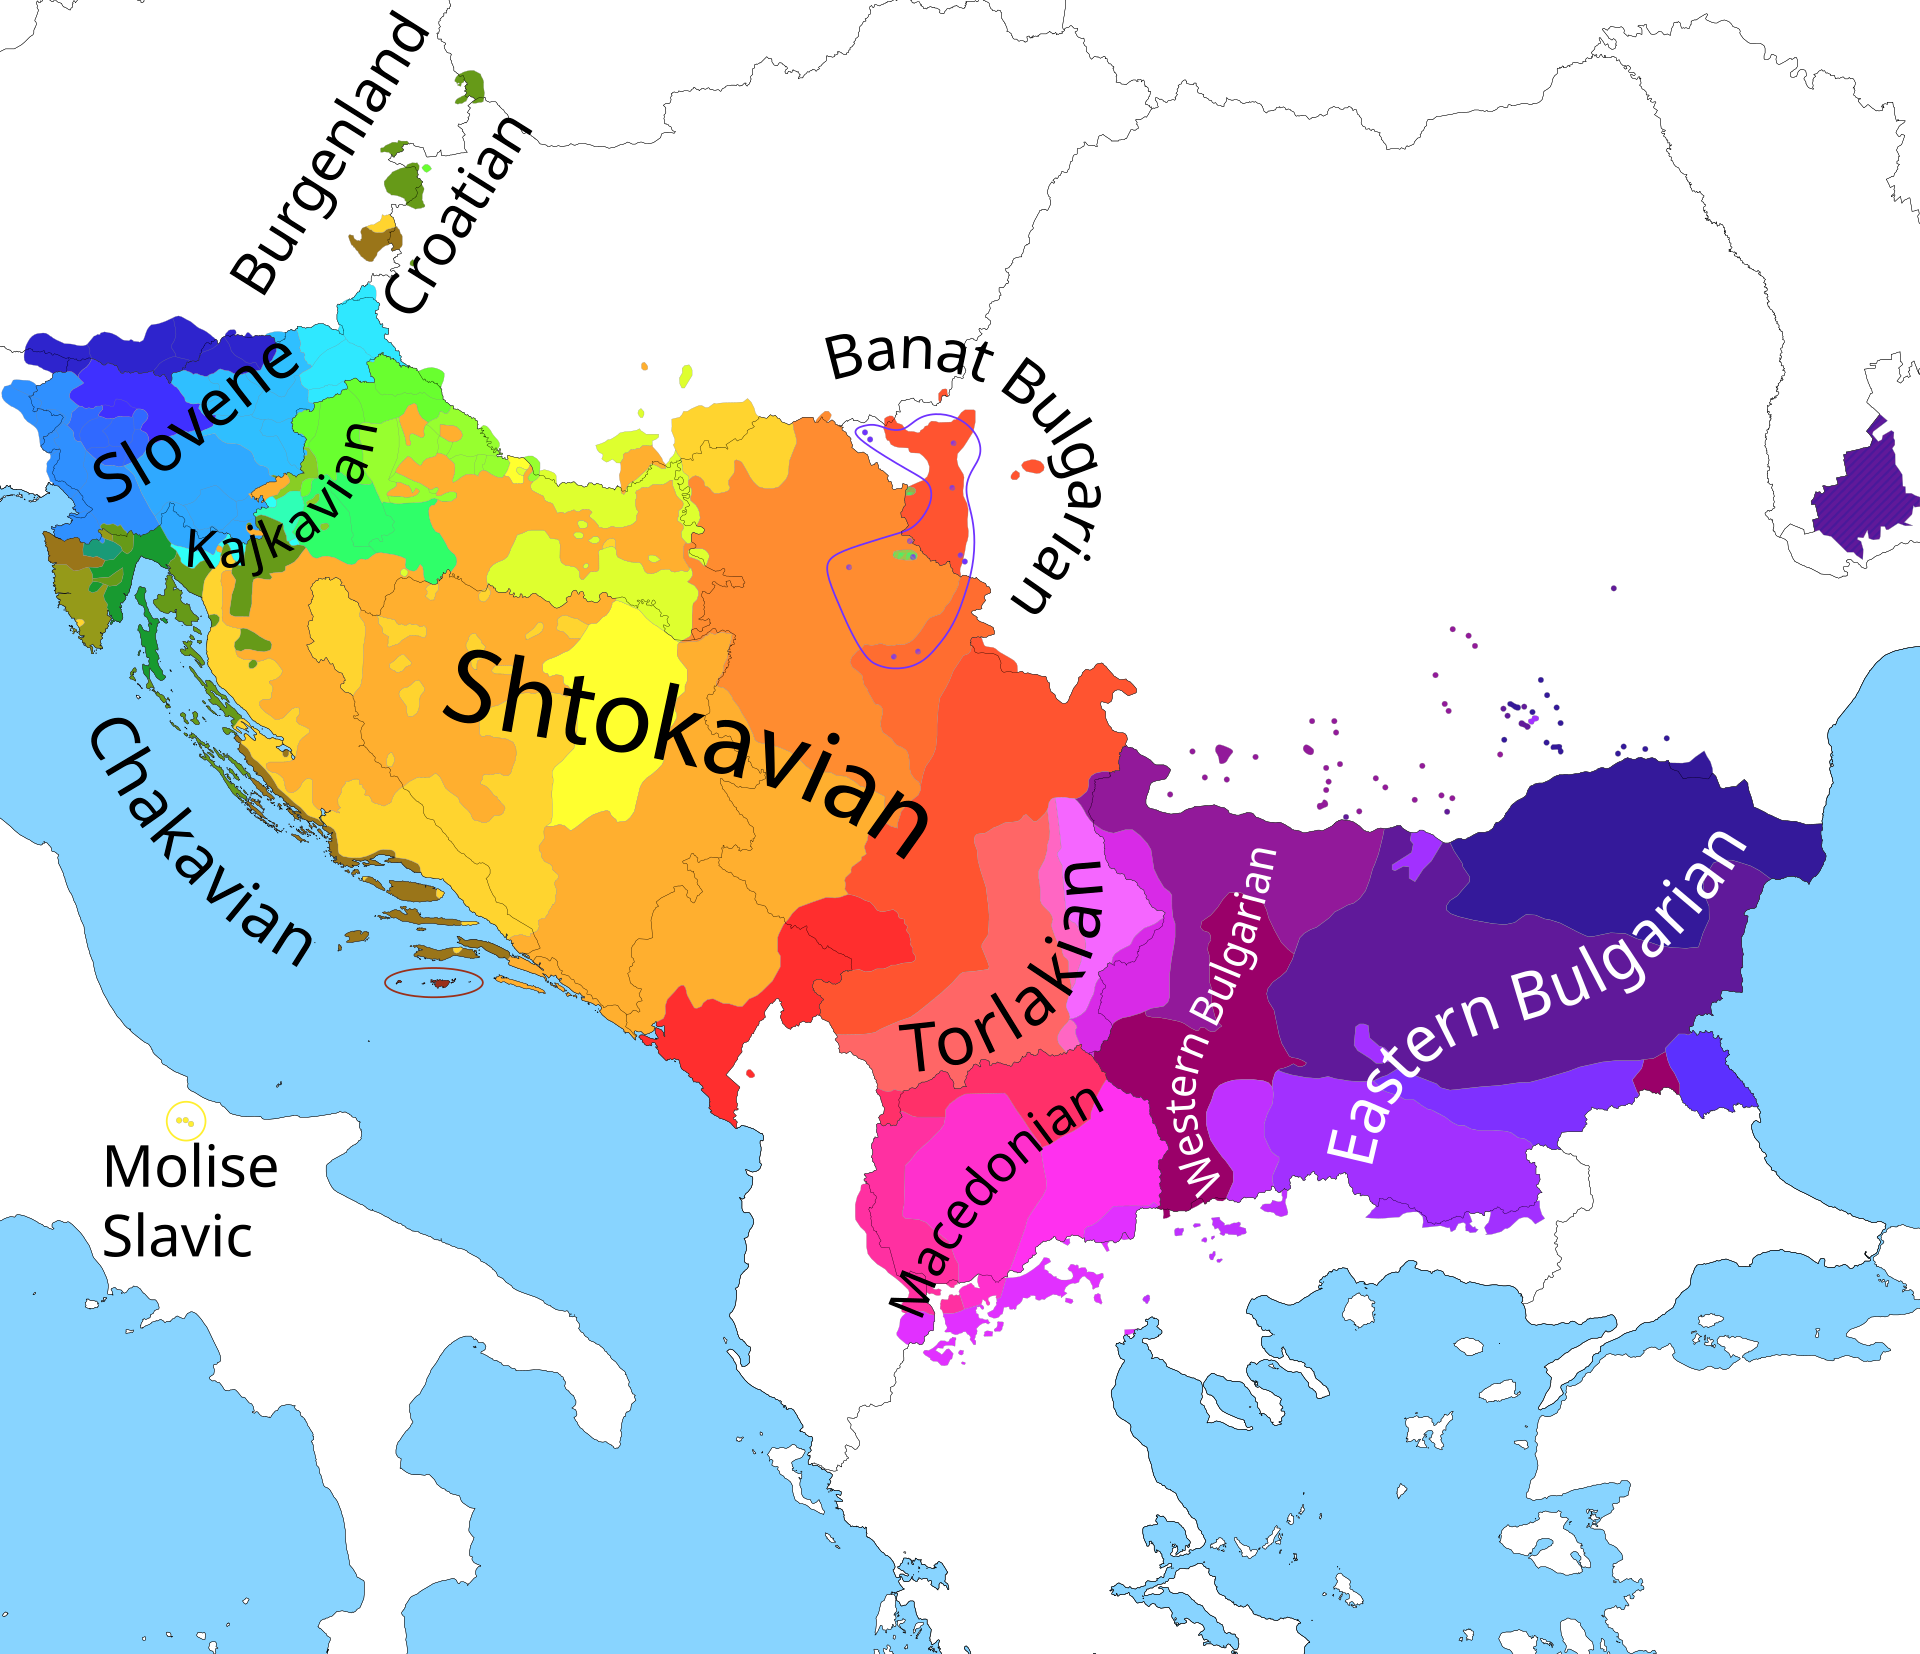 Burgenland
Croatian
Slovene
Kajkavian
Banat Bulgarian
Shtokavian
Chakavian
Torlakian
Western Bulgarian
Eastern Bulgarian
Macedonian
Molise
Slavic